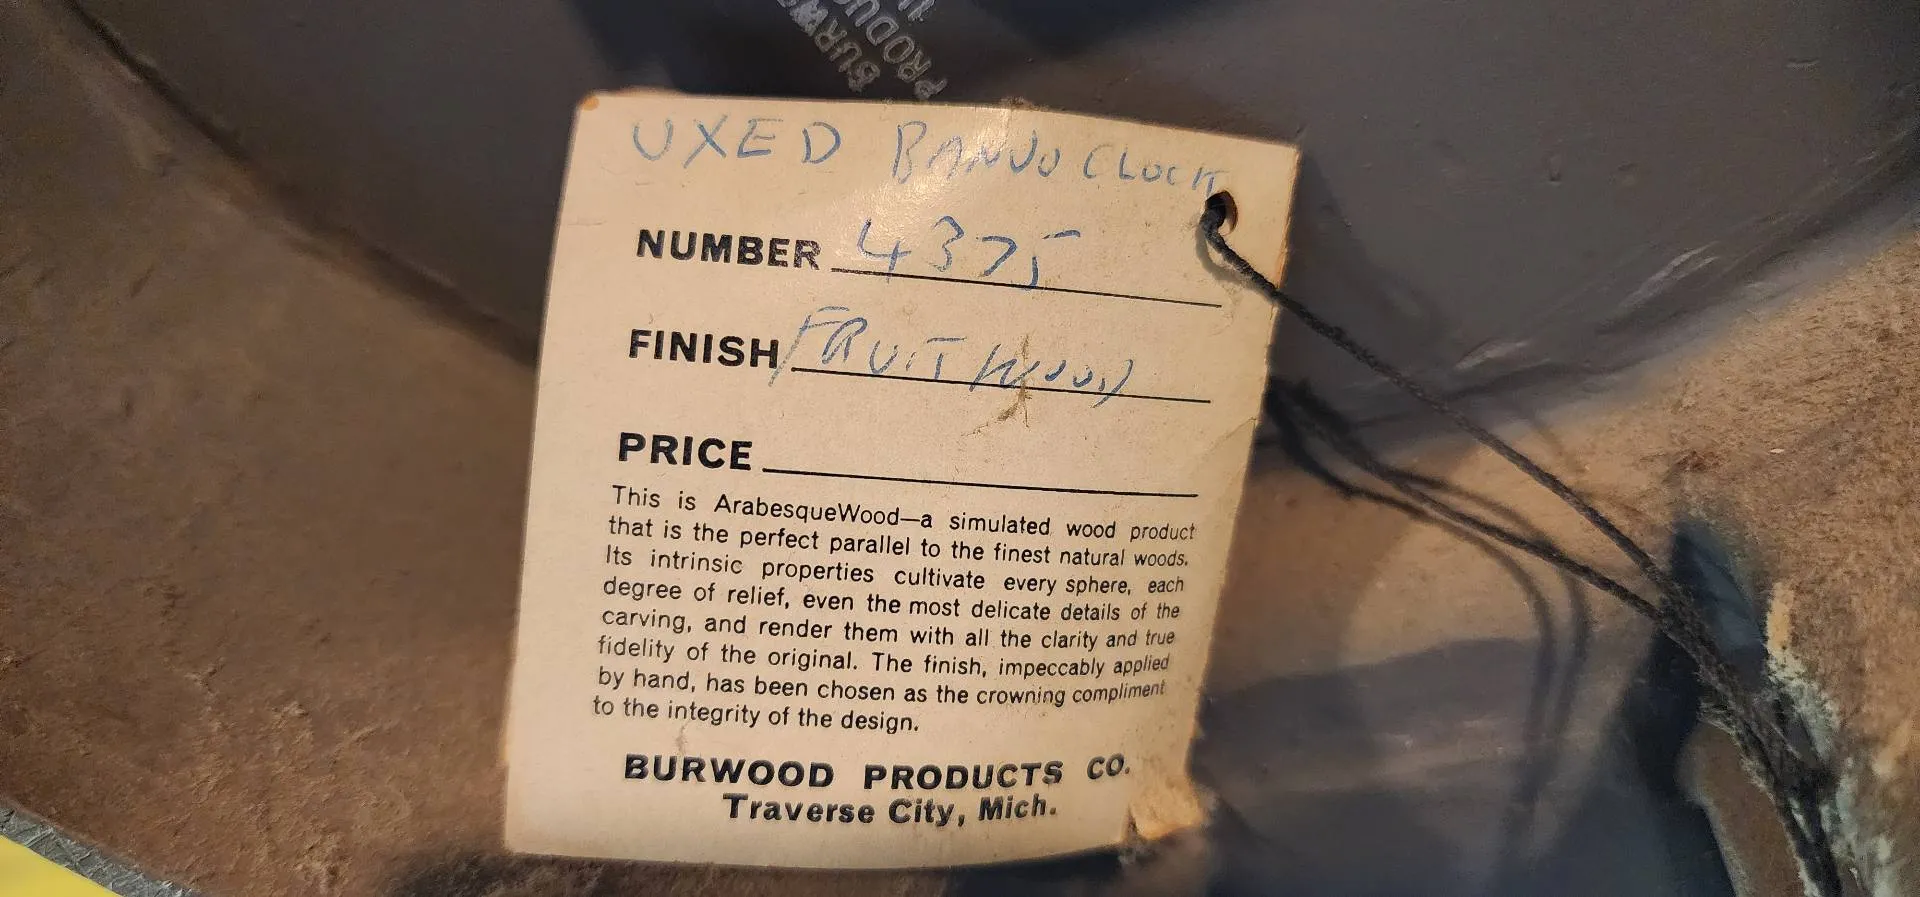 BURW
PRODU
UXED BANJO CLOCK
NUMBER 4375
FINISH FRUITWOOD
PRICE
This is ArabesqueWood—a simulated wood product
that is the perfect parallel to the finest natural woods.
Its intrinsic properties cultivate every sphere, each
degree of relief, even the most delicate details of the
carving, and render them with all the clarity and true
fidelity of the original. The finish, impeccably applied
by hand, has been chosen as the crowning compliment
to the integrity of the design.
BURWOOD PRODUCTS CO.
Traverse City, Mich.